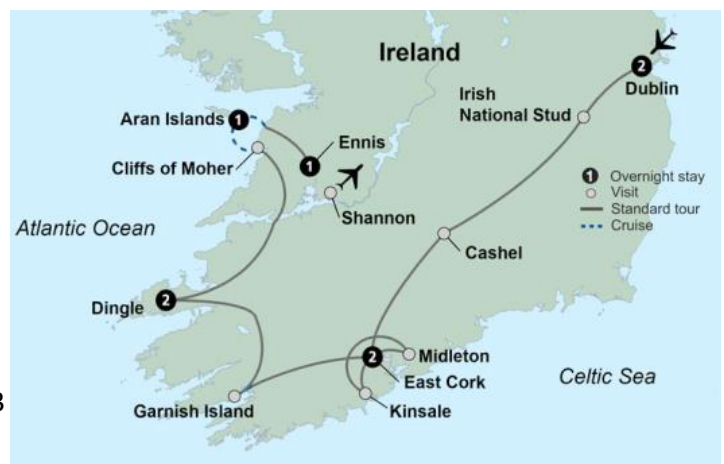 Ireland
2
Dublin
Irish
National Stud
Aran Islands
1
Ennis
1
Cliffs of Moher
Shannon
1 Overnight stay
Visit
Standard tour
Cruise
Atlantic Ocean
Cashel
Dingle
2
Midleton
2
East Cork
Celtic Sea
Garnish Island
Kinsale